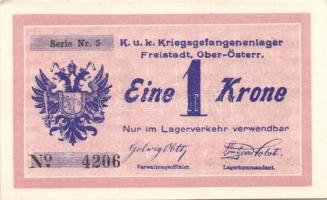 Serie Nr. 5
K. u. k. Kriegsgefangenenlager
Freistadt, Ober-Österr.
Eine 1 Krone
Nur im Lagerverkehr verwendbar
No 4206
Verwaltungsoffizier.
Lagerkommandant.